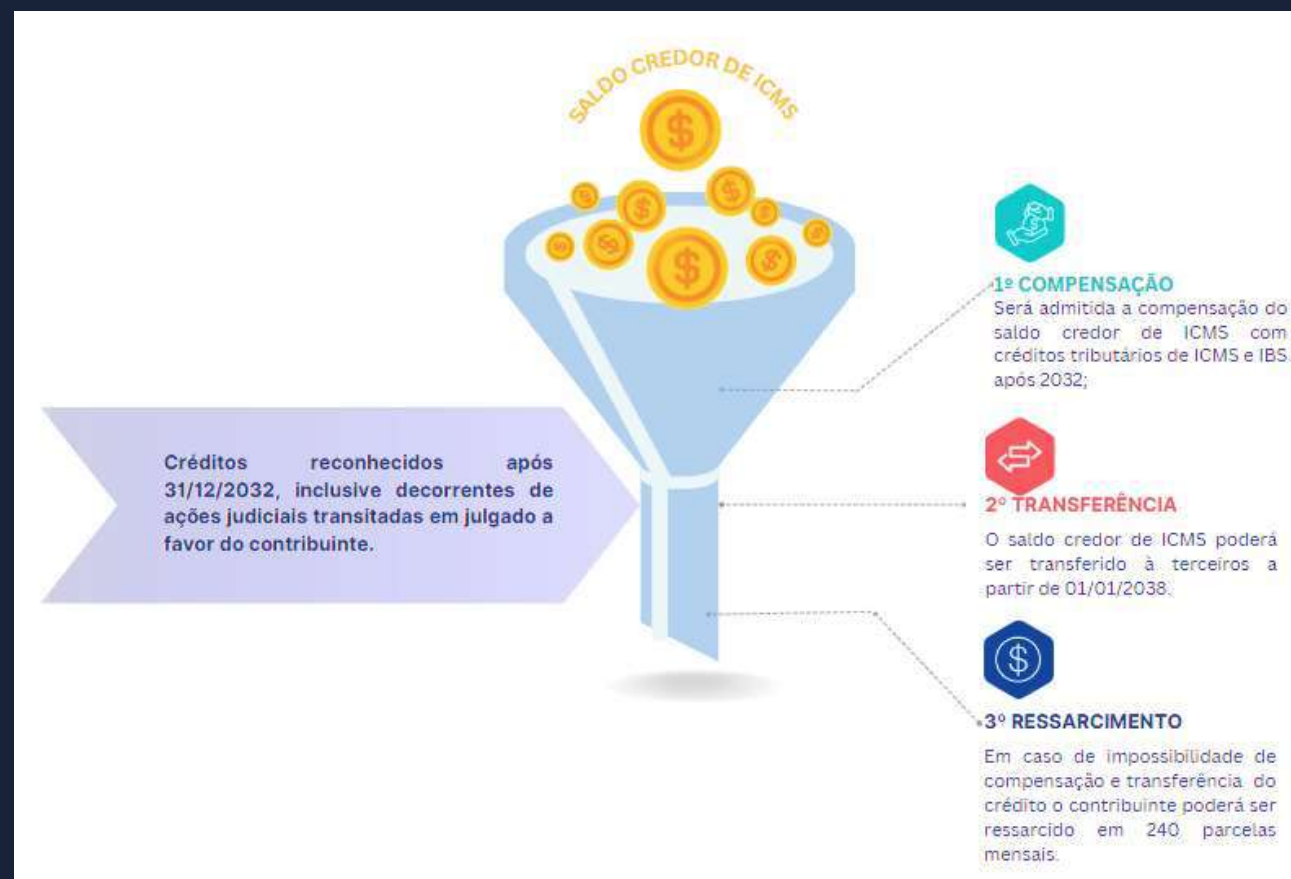 SALDO CREDOR DE ICMS
Créditos reconhecidos após
31/12/2032, inclusive decorrentes de
ações judiciais transitadas em julgado a
favor do contribuinte.
1º COMPENSAÇÃO
Será admitida a compensação do
saldo credor de ICMS com
créditos tributários de ICMS e IBS.
após 2032;
2º TRANSFERÊNCIA
O saldo credor de ICMS poderá
ser transferido à terceiros a
partir de 01/01/2038.
3º RESSARCIMENTO
Em caso de impossibilidade de
compensação e transferência do
crédito o contribuinte poderá ser
ressarcido em 240 parcelas
mensais.